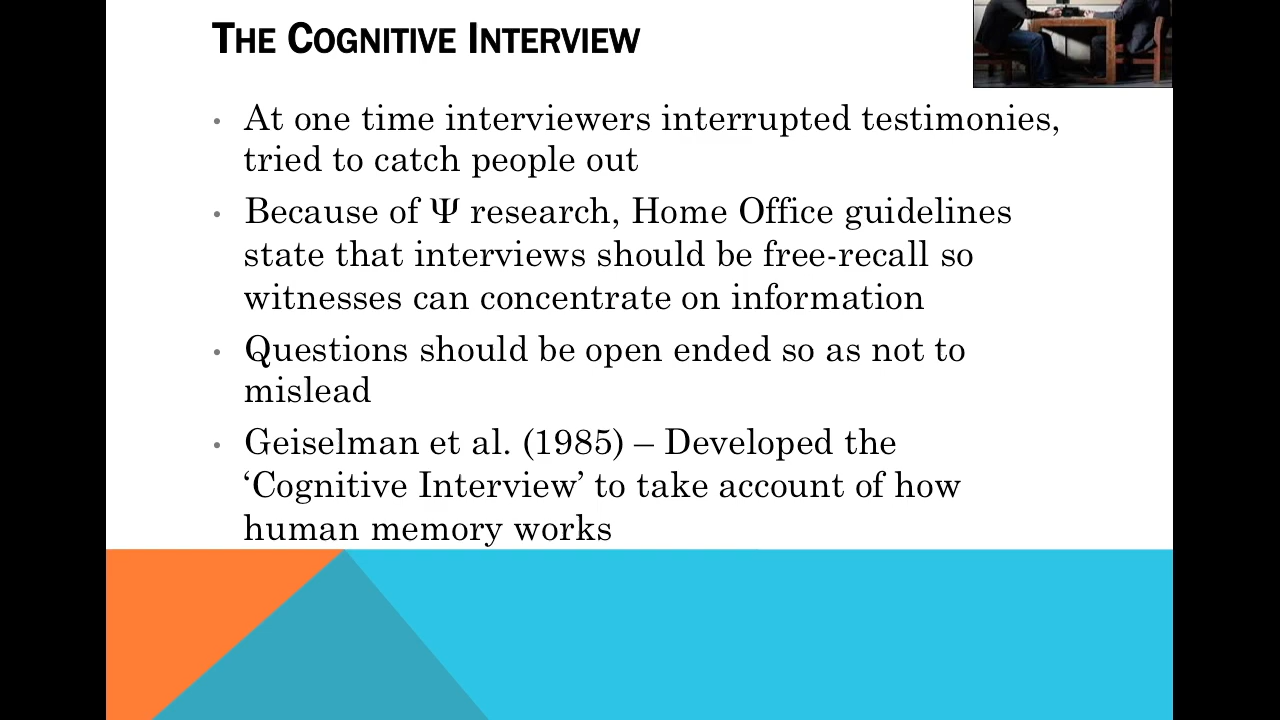 THE COGNITIVE INTERVIEW
• At one time interviewers interrupted testimonies,
tried to catch people out
• Because of Ψ research, Home Office guidelines
state that interviews should be free-recall so
witnesses can concentrate on information
• Questions should be open ended so as not to
mislead
• Geiselman et al. (1985) – Developed the
‘Cognitive Interview’ to take account of how
human memory works